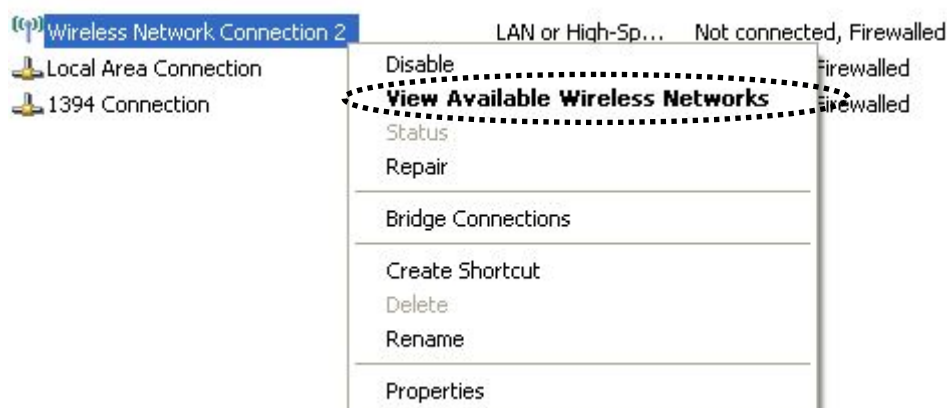 Wireless Network Connection 2 LAN or High-Sp... Not connected, Firewalled
Local Area Connection Disable Firewalled
1394 Connection View Available Wireless Networks Firewalled
Status
Repair
Bridge Connections
Create Shortcut
Delete
Rename
Properties